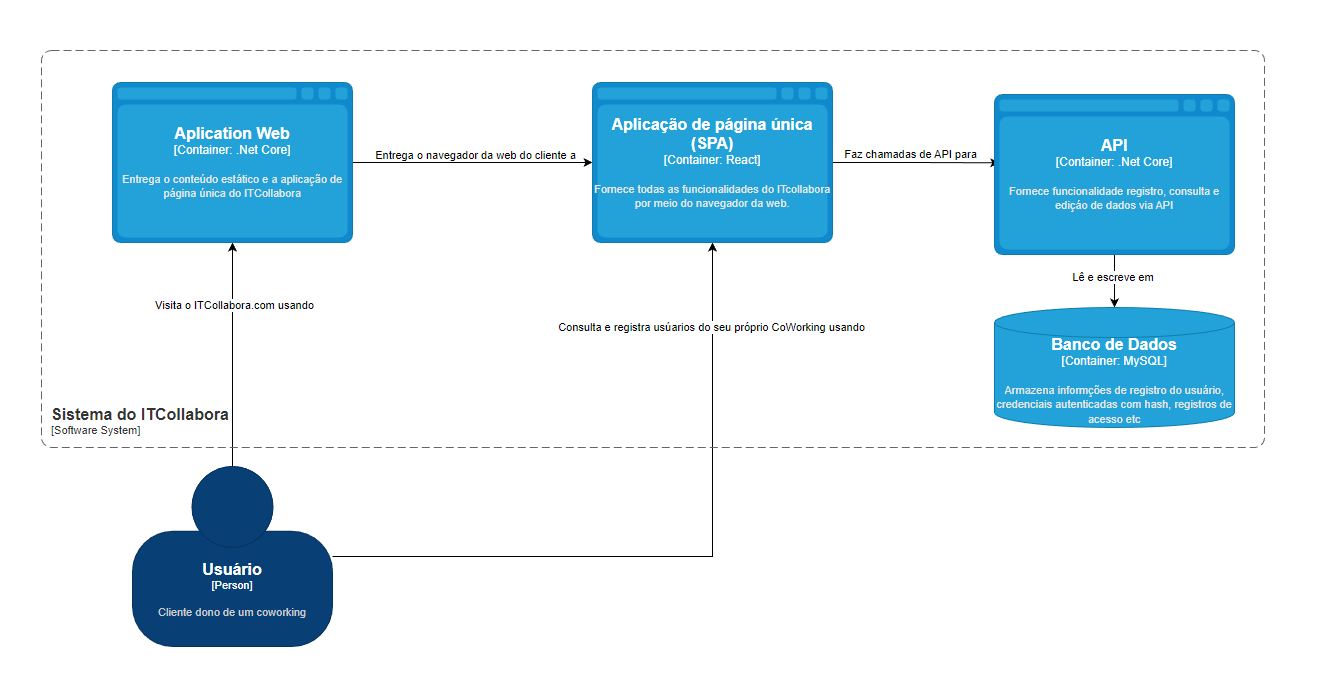 Aplication Web
[Container: .Net Core]
Entrega o conteúdo estático e a aplicação de
página única do ITCollabora
Entrega o navegador da web do cliente a
Aplicação de página única
(SPA)
[Container: React]
Fornece todas as funcionalidades do ITcollabora
por meio do navegador da web.
Faz chamadas de API para
API
[Container: .Net Core]
Fornece funcionalidade registro, consulta e
edição de dados via API
Lê e escreve em
Visita o ITCollabora.com usando
Consulta e registra usúarios do seu próprio CoWorking usando
Banco de Dados
[Container: MySQL]
Armazena informções de registro do usuário,
credenciais autenticadas com hash, registros de
acesso etc
Sistema do ITCollabora
[Software System]
Usuário
[Person]
Cliente dono de um coworking